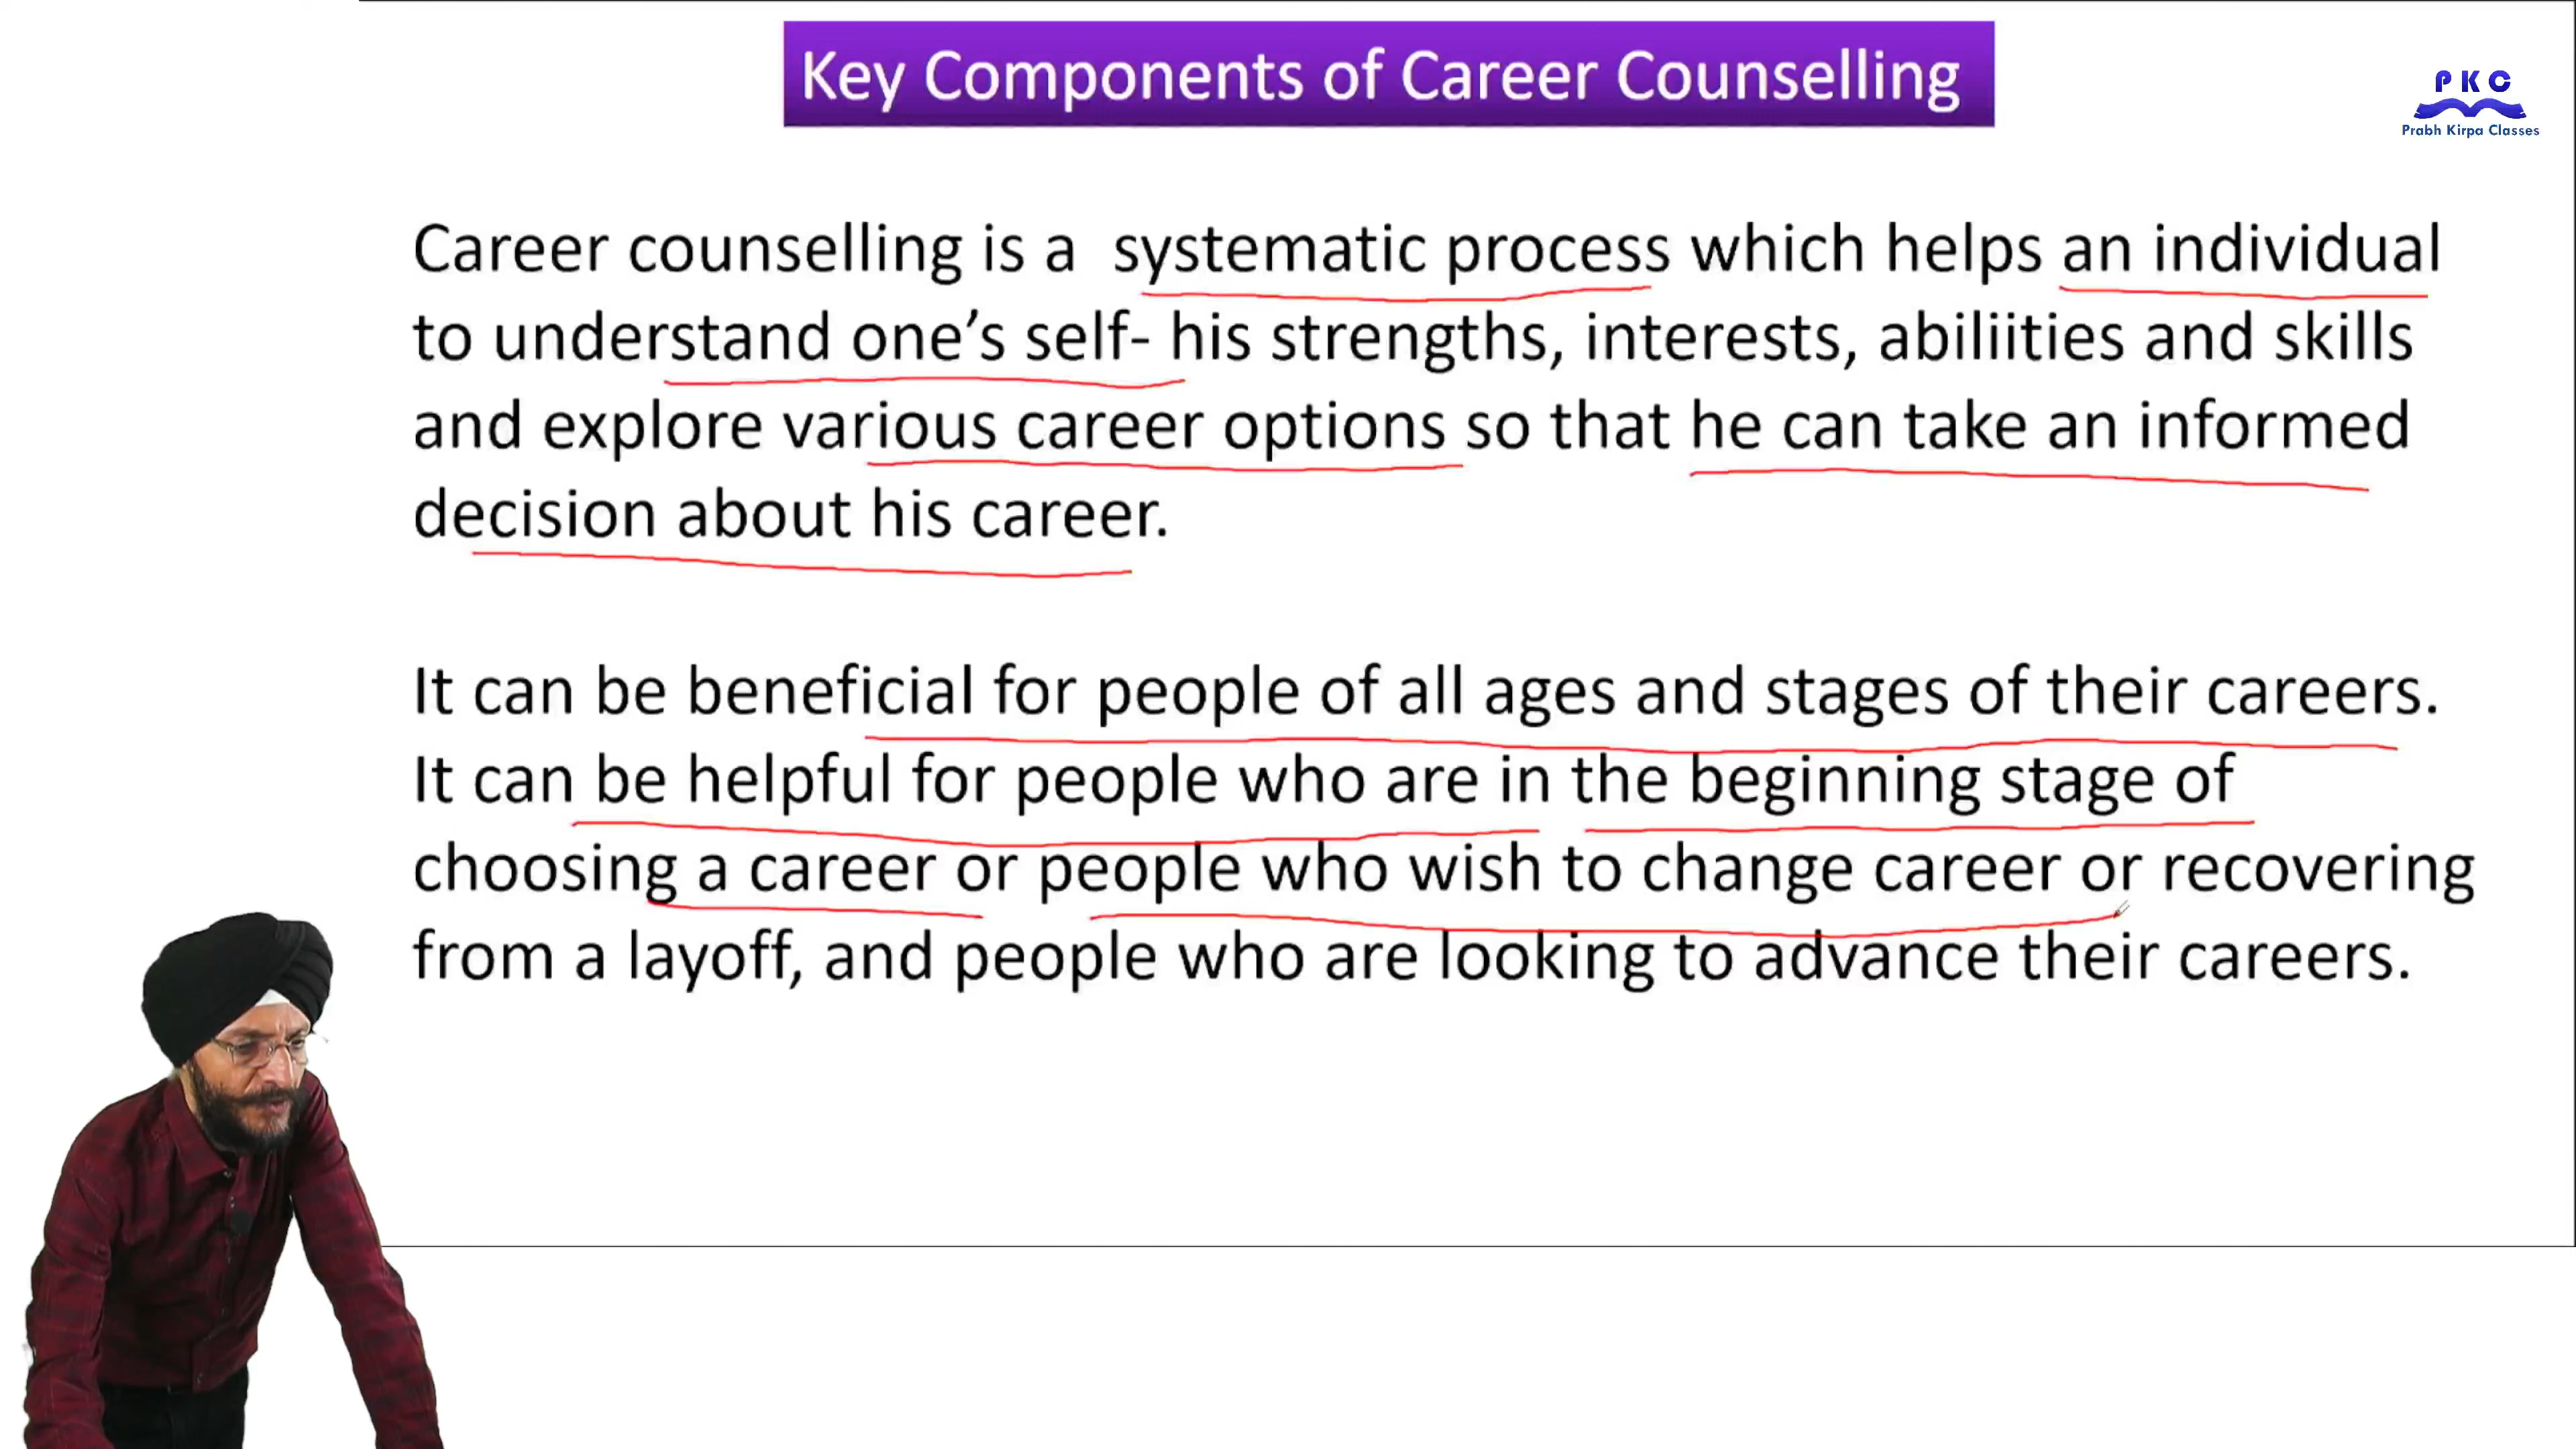 Key Components of Career Counselling
P K C
Prabh Kirpa Classes
Career counselling is a systematic process which helps an individual
to understand one’s self- his strengths, interests, abiliities and skills
and explore various career options so that he can take an informed
decision about his career.
It can be beneficial for people of all ages and stages of their careers.
It can be helpful for people who are in the beginning stage of
choosing a career or people who wish to change career or recovering
from a layoff, and people who are looking to advance their careers.